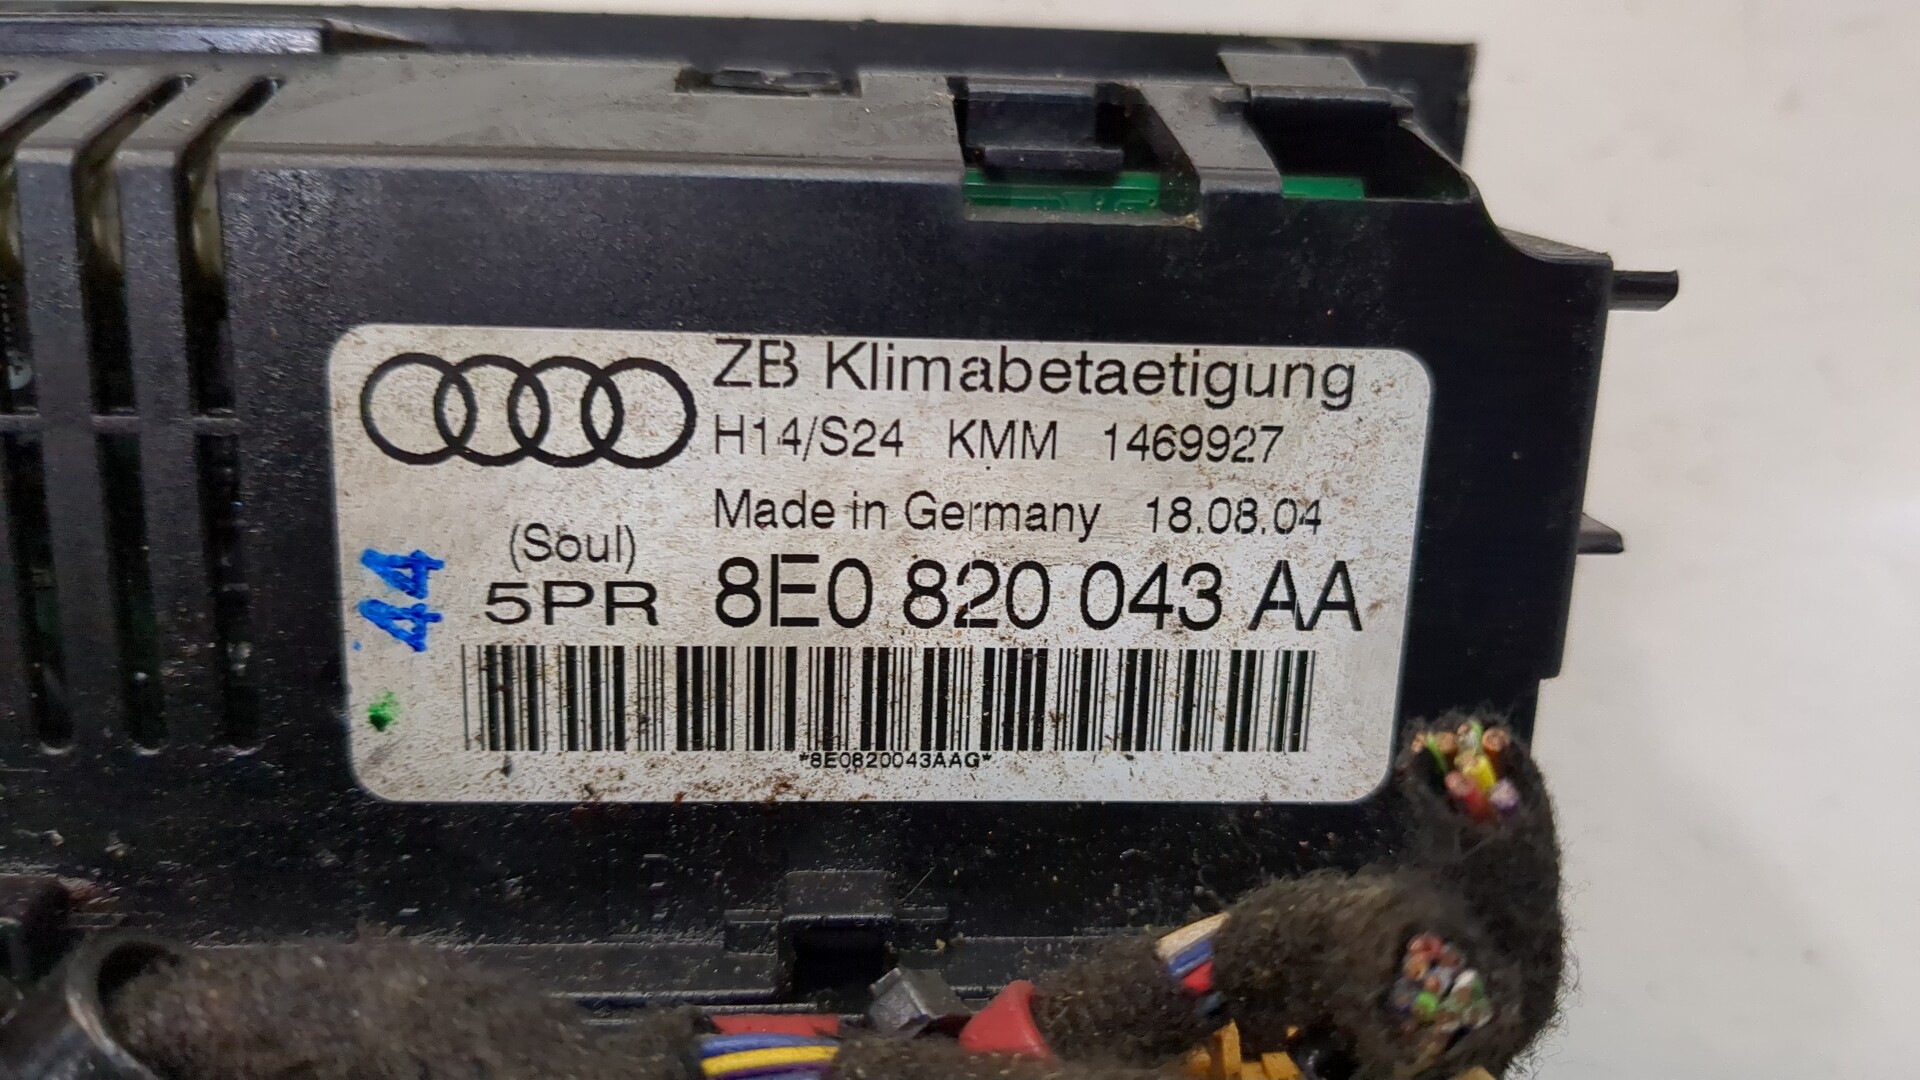 ZB Klimabetaetigung
H14/S24 KMM 1469927
Made in Germany 18.08.04
(Soul)
5PR 8E0 820 043 AA
44
*8E0820043AAG*